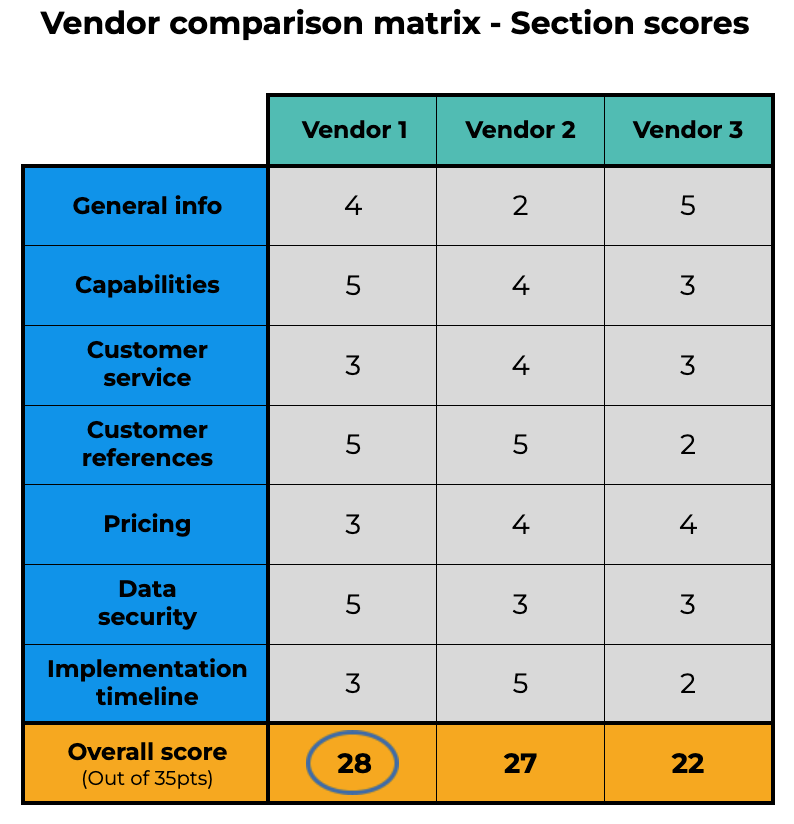 Vendor comparison matrix - Section scores
Vendor 1 Vendor 2 Vendor 3
General info 4 2 5
Capabilities 5 4 3
Customer
service 3 4 3
Customer
references 5 5 2
Pricing 3 4 4
Data
security 5 3 3
Implementation
timeline 3 5 2
Overall score
(Out of 35pts) 28 27 22